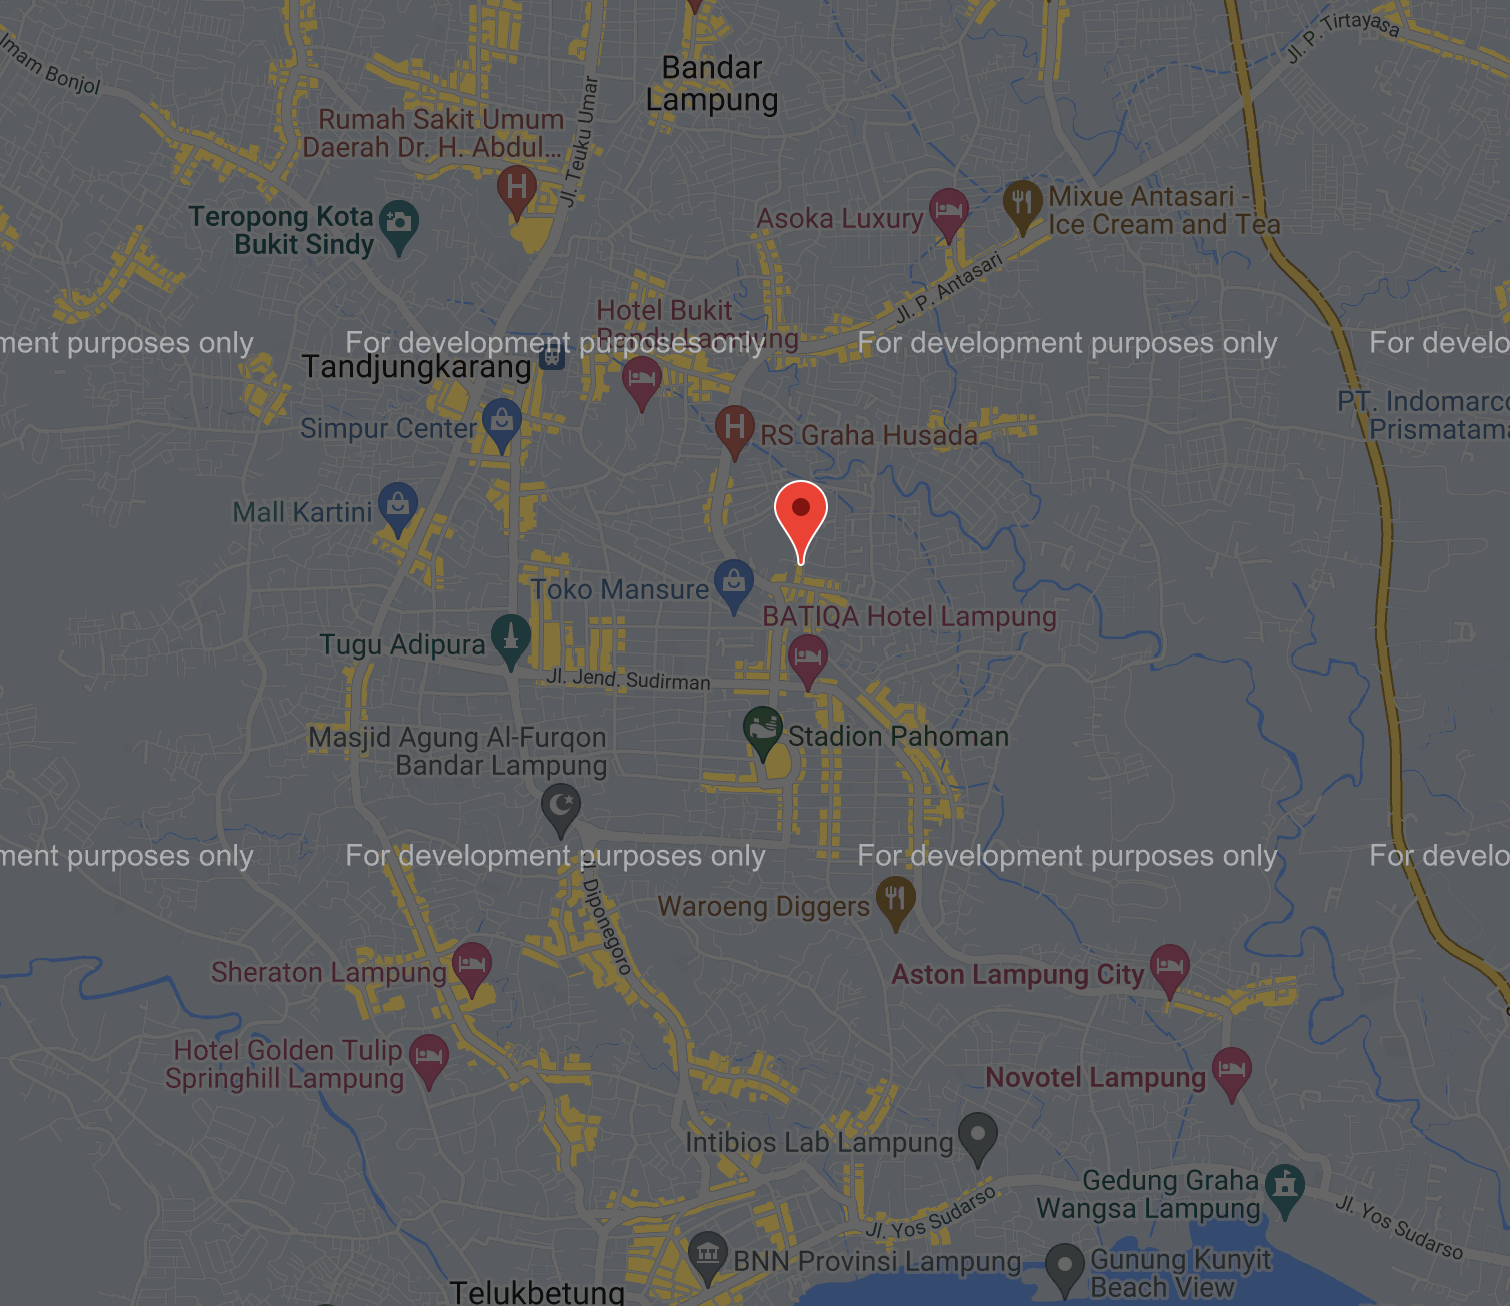 Imam Bonjol
Bandar
Lampung
Jl. P. Tirtayasa
Rumah Sakit Umum
Daerah Dr. H. Abdul...
Jl. Teuku Umar
Teropong Kota
Bukit Sindy
Asoka Luxury
Mixue Antasari -
Ice Cream and Tea
Jl. P. Antasari
Hotel Bukit
Randu Lampung
ment purposes only
For development purposes only
For development purposes only
For develo
Tandjungkarang
Simpur Center
RS Graha Husada
PT. Indomarco
Prismatama
Mall Kartini
Toko Mansure
BATIQA Hotel Lampung
Tugu Adipura
Jl. Jend. Sudirman
Masjid Agung Al-Furqon
Bandar Lampung
Stadion Pahoman
ment purposes only
For development purposes only
For development purposes only
For develo
Jl. Diponegoro
Waroeng Diggers
Sheraton Lampung
Aston Lampung City
Hotel Golden Tulip
Springhill Lampung
Novotel Lampung
Intibios Lab Lampung
Gedung Graha
Wangsa Lampung
Jl. Yos Sudarso
Jl. Yos Sudarso
BNN Provinsi Lampung
Gunung Kunyit
Beach View
Telukbetung